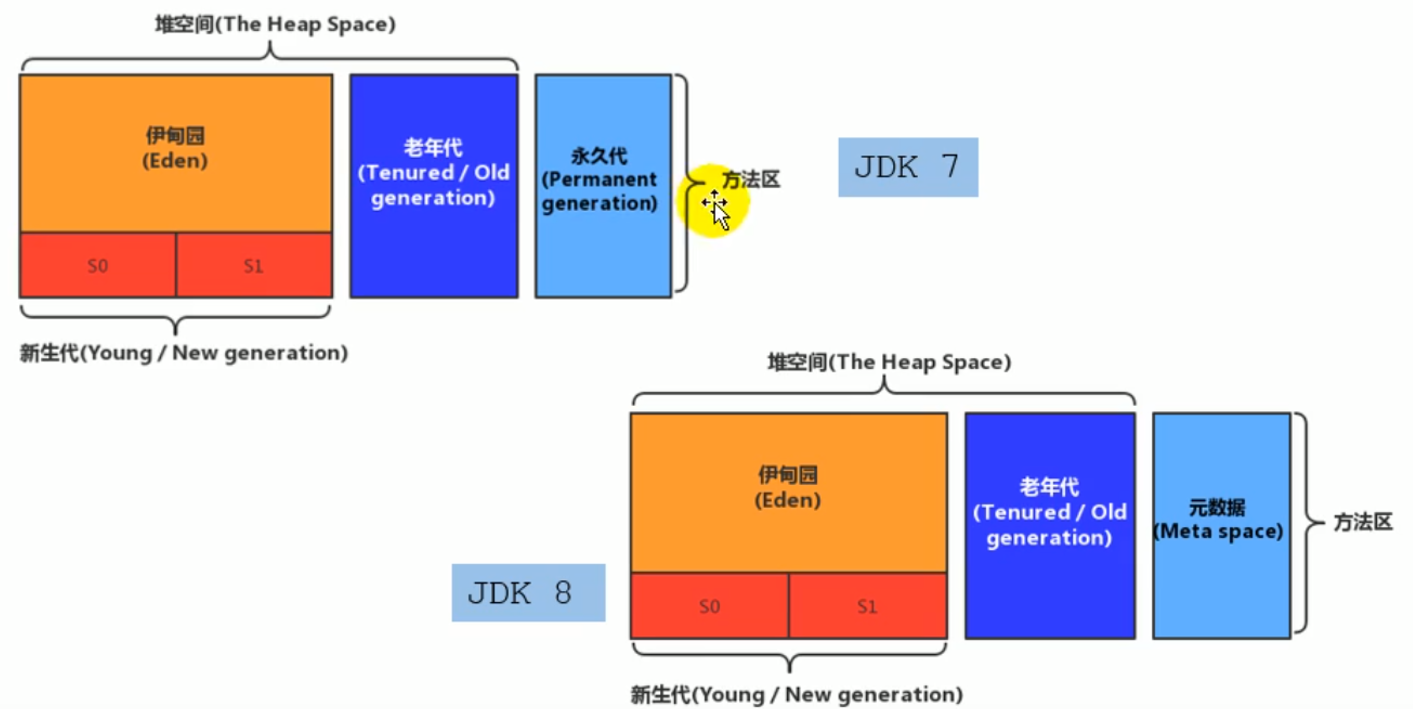 堆空间(The Heap Space)
伊甸园
(Eden)
S0
S1
老年代
(Tenured / Old
generation)
永久代
(Permanent
generation)
方法区
JDK 7
新生代(Young / New generation)
堆空间(The Heap Space)
伊甸园
(Eden)
S0
S1
老年代
(Tenured / Old
generation)
元数据
(Meta space)
方法区
JDK 8
新生代(Young / New generation)